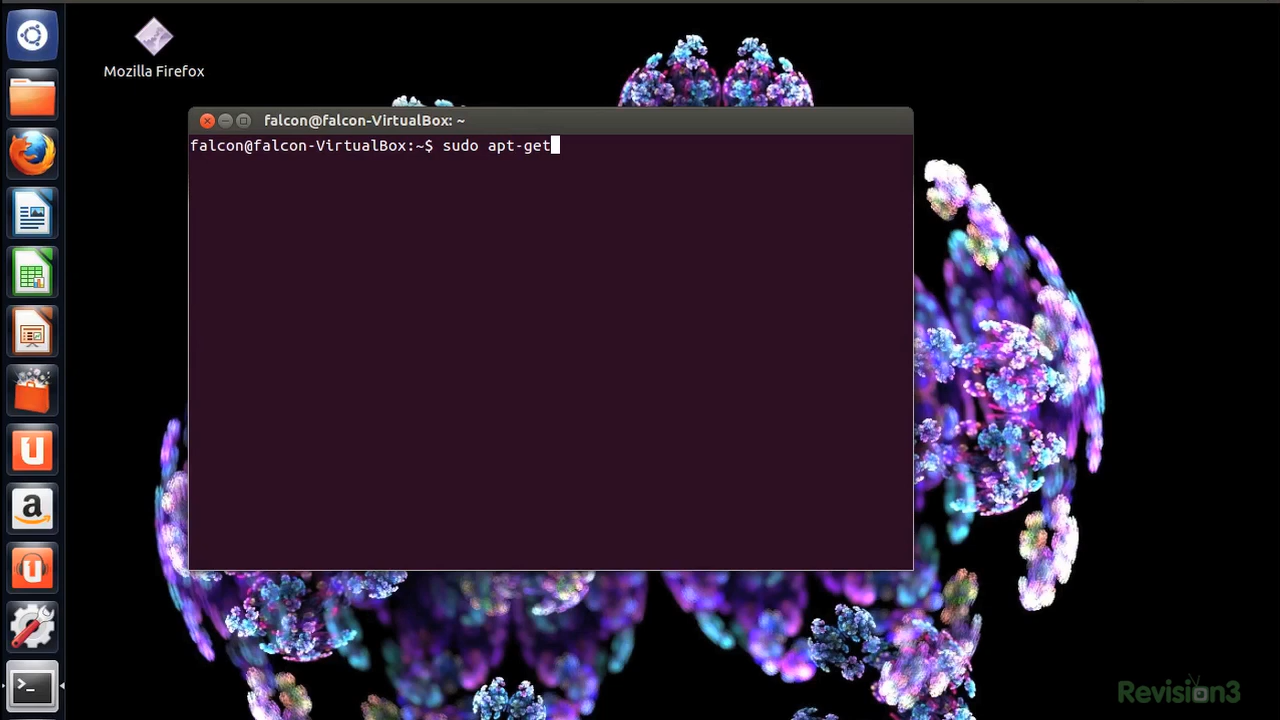 Mozilla Firefox
falcon@falcon-VirtualBox: ~
falcon@falcon-VirtualBox:~$ sudo apt-get
Revision3